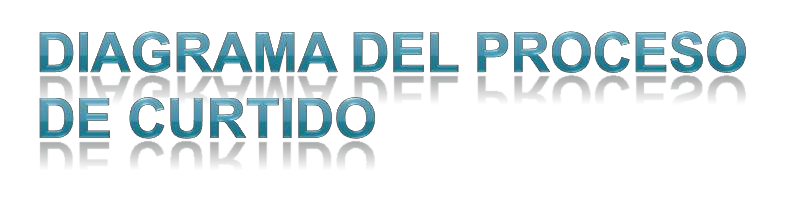 DIAGRAMA DEL PROCESO
DE CURTIDO